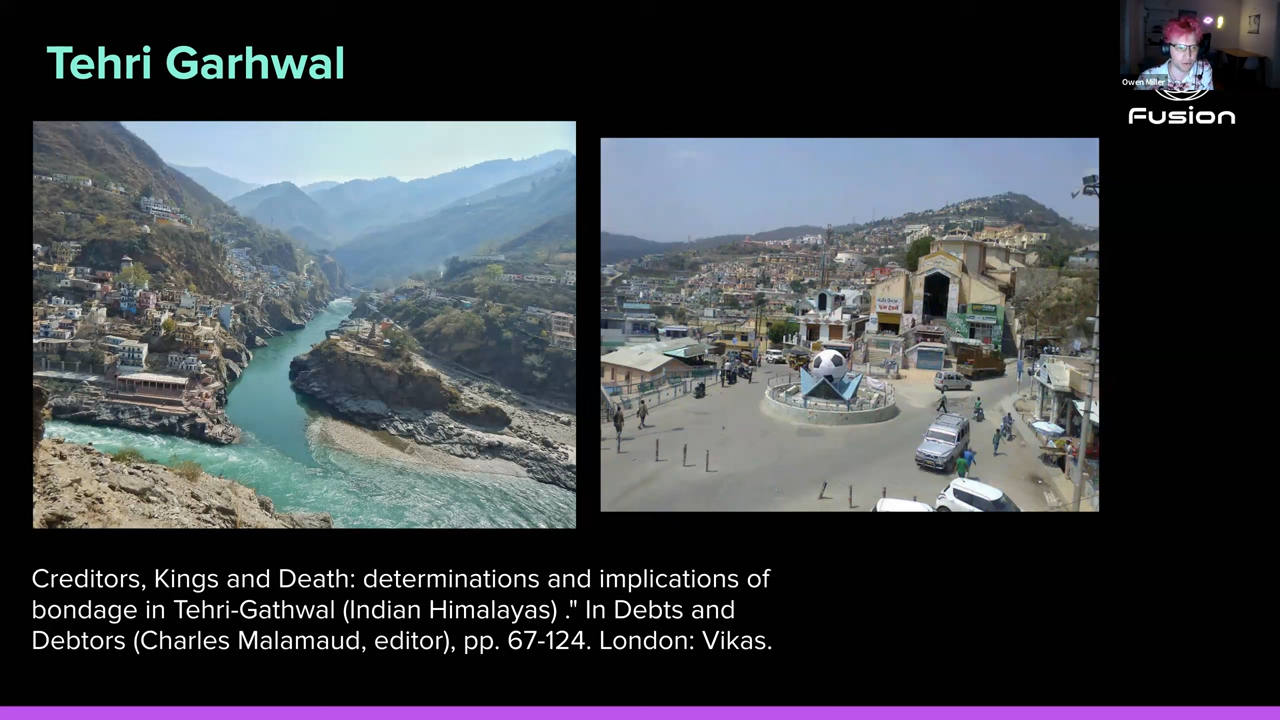 Tehri Garhwal
Owen Miller
Fusion
Creditors, Kings and Death: determinations and implications of
bondage in Tehri-Gathwal (Indian Himalayas) ." In Debts and
Debtors (Charles Malamaud, editor), pp. 67-124. London: Vikas.